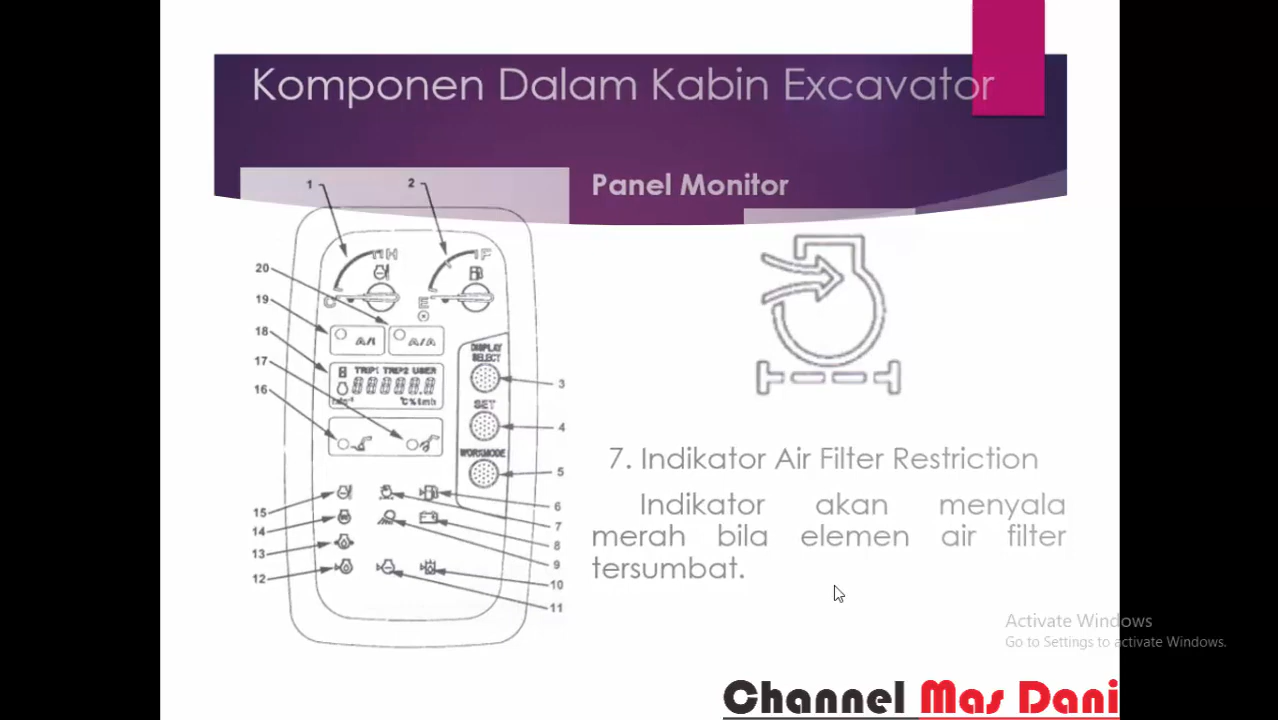 Komponen Dalam Kabin Excavator
Panel Monitor
1
2
H
F
C
E
20
19
18
17
16
A/I
A/A
TRIP1 TRIP2 USER
DISPLAY
SELECT
SET
WORKMODE
3
4
5
15
14
13
12
6
7
8
9
10
11
7. Indikator Air Filter Restriction
Indikator akan menyala
merah bila elemen air filter
tersumbat.
Activate Windows
Go to Settings to activate Windows.
Channel Mas Dani